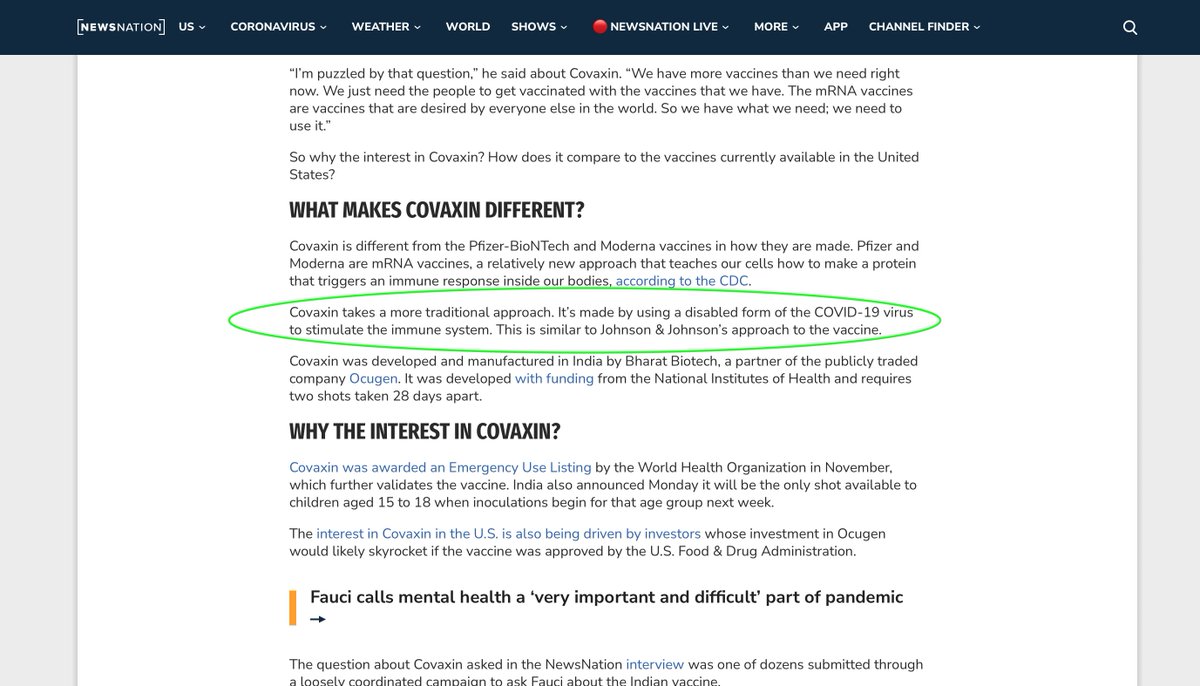 [NEWSNATION] US CORONAVIRUS WEATHER WORLD SHOWS NEWSNATION LIVE MORE APP CHANNEL FINDER
“I’m puzzled by that question,” he said about Covaxin. “We have more vaccines than we need right
now. We just need the people to get vaccinated with the vaccines that we have. The mRNA vaccines
are vaccines that are desired by everyone else in the world. So we have what we need; we need to
use it.”
So why the interest in Covaxin? How does it compare to the vaccines currently available in the United
States?
WHAT MAKES COVAXIN DIFFERENT?
Covaxin is different from the Pfizer-BioNTech and Moderna vaccines in how they are made. Pfizer and
Moderna are mRNA vaccines, a relatively new approach that teaches our cells how to make a protein
that triggers an immune response inside our bodies, according to the CDC.
Covaxin takes a more traditional approach. It’s made by using a disabled form of the COVID-19 virus
to stimulate the immune system. This is similar to Johnson & Johnson’s approach to the vaccine.
Covaxin was developed and manufactured in India by Bharat Biotech, a partner of the publicly traded
company Ocugen. It was developed with funding from the National Institutes of Health and requires
two shots taken 28 days apart.
WHY THE INTEREST IN COVAXIN?
Covaxin was awarded an Emergency Use Listing by the World Health Organization in November,
which further validates the vaccine. India also announced Monday it will be the only shot available to
children aged 15 to 18 when inoculations begin for that age group next week.
The interest in Covaxin in the U.S. is also being driven by investors whose investment in Ocugen
would likely skyrocket if the vaccine was approved by the U.S. Food & Drug Administration.
Fauci calls mental health a ‘very important and difficult’ part of pandemic
→
The question about Covaxin asked in the NewsNation interview was one of dozens submitted through
a loosely coordinated campaign to ask Fauci about the Indian vaccine.